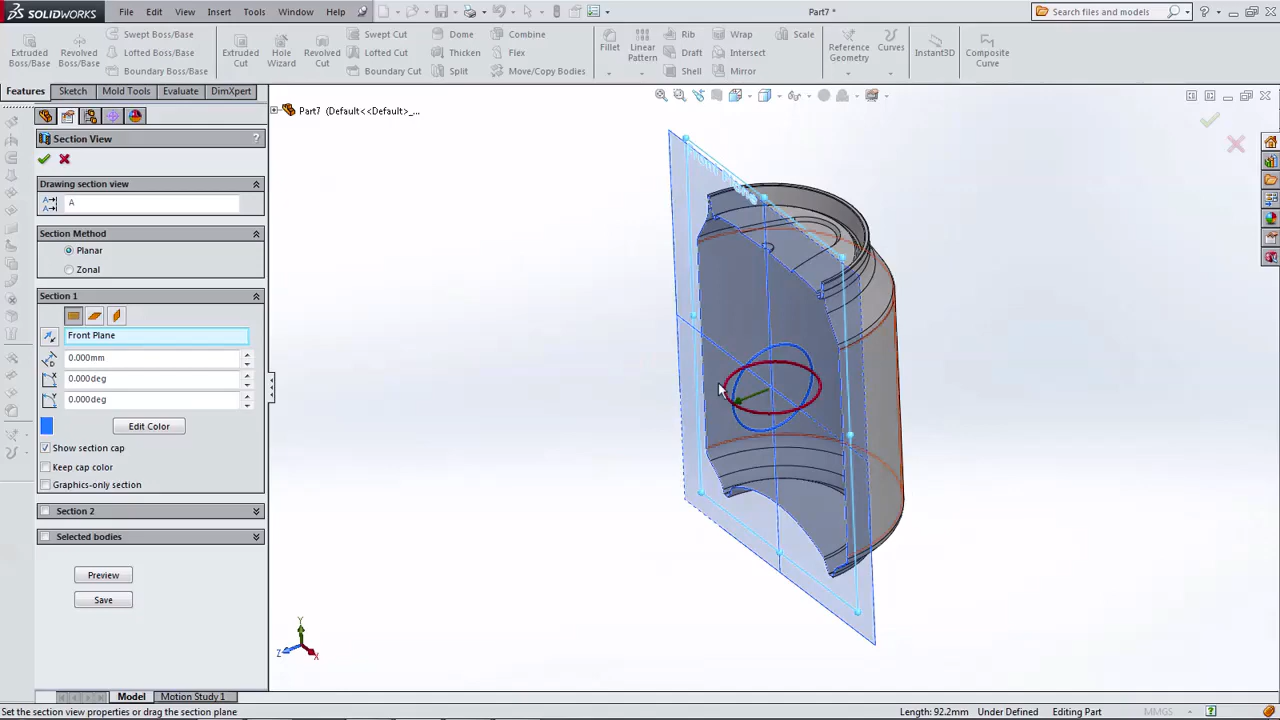 SOLIDWORKS File Edit View Insert Tools Window Help Part7 * Search files and models
Extruded Boss/Base
Revolved Boss/Base
Swept Boss/Base
Lofted Boss/Base
Boundary Boss/Base
Extruded Cut
Hole Wizard
Revolved Cut
Swept Cut
Lofted Cut
Boundary Cut
Dome
Thicken
Split
Combine
Flex
Move/Copy Bodies
Fillet
Linear Pattern
Rib
Draft
Shell
Wrap
Intersect
Mirror
Scale
Reference Geometry
Curves
Instant3D
Composite Curve
Features Sketch Mold Tools Evaluate DimXpert
Part7 (Default<<Default>_...
Section View ?
Drawing section view
A
Section Method
Planar
Zonal
Section 1
Front Plane
0.000mm
0.000deg
0.000deg
Edit Color
Show section cap
Keep cap color
Graphics-only section
Section 2
Selected bodies
Preview
Save
Y
Z X
Model Motion Study 1
Set the section view properties or drag the section plane Length: 92.2mm Under Defined Editing Part MMGS